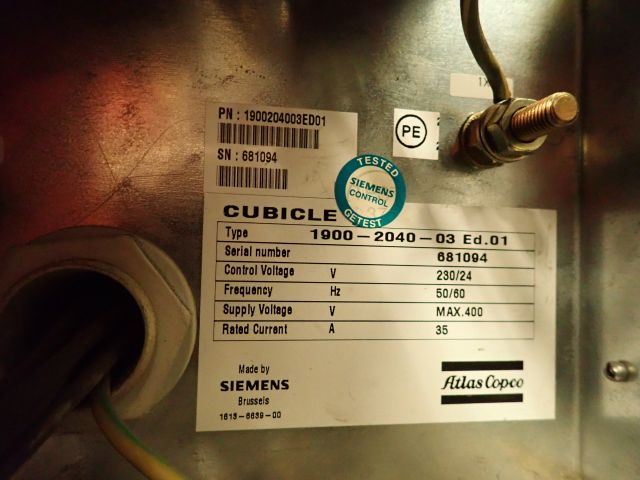 PN : 1900204003ED01
SN : 681094
PE
1X
TESTED
SIEMENS
CONTROL
GETEST
CUBICLE
Type 1900-2040-03 Ed.01
Serial number 681094
Control Voltage V 230/24
Frequency Hz 50/60
Supply Voltage V MAX.400
Rated Current A 35
Made by
SIEMENS
Brussels
1613-6639-00
Atlas Copco